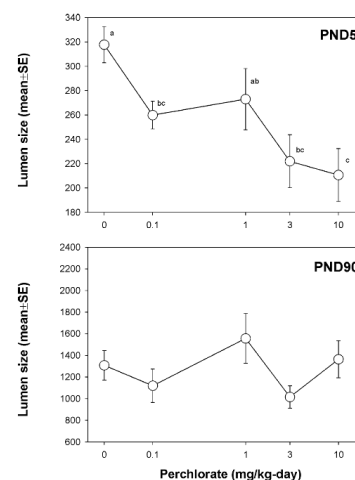 PND5
Lumen size (mean±SE)
340
320
300
280
260
240
220
200
180
a
bc
ab
bc
c
0
0.1
1
3
10
PND90
Lumen size (mean±SE)
2400
2200
2000
1800
1600
1400
1200
1000
800
600
0
0.1
1
3
10
Perchlorate (mg/kg-day)